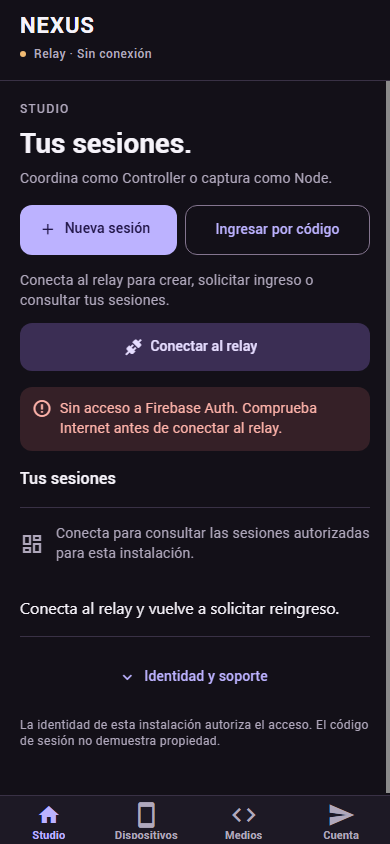 NEXUS
Relay · Sin conexión
STUDIO
Tus sesiones.
Coordina como Controller o captura como Node.
Nueva sesión
Ingresar por código
Conecta al relay para crear, solicitar ingreso o
consultar tus sesiones.
Conectar al relay
Sin acceso a Firebase Auth. Comprueba
Internet antes de conectar al relay.
Tus sesiones
Conecta para consultar las sesiones autorizadas
para esta instalación.
Conecta al relay y vuelve a solicitar reingreso.
Identidad y soporte
La identidad de esta instalación autoriza el acceso. El código
de sesión no demuestra propiedad.
Studio
Dispositivos
Medios
Cuenta